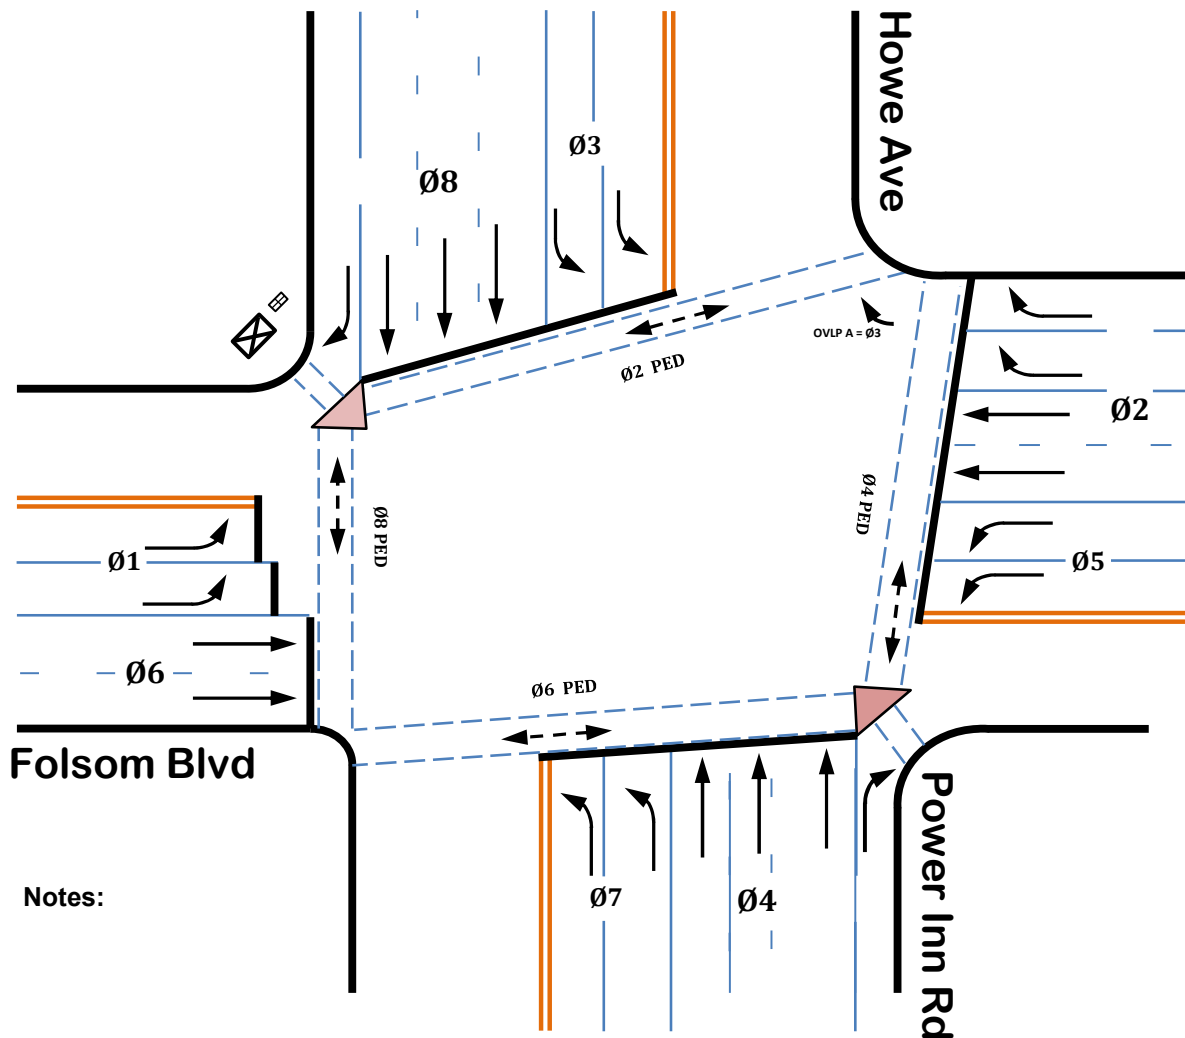 Howe Ave
Ø3
Ø8
OVLP A = Ø3
Ø2 PED
Ø2
Ø4 PED
Ø8 PED
Ø1
Ø5
Ø6
Ø6 PED
Folsom Blvd
Power Inn Rd
Notes:
Ø7
Ø4